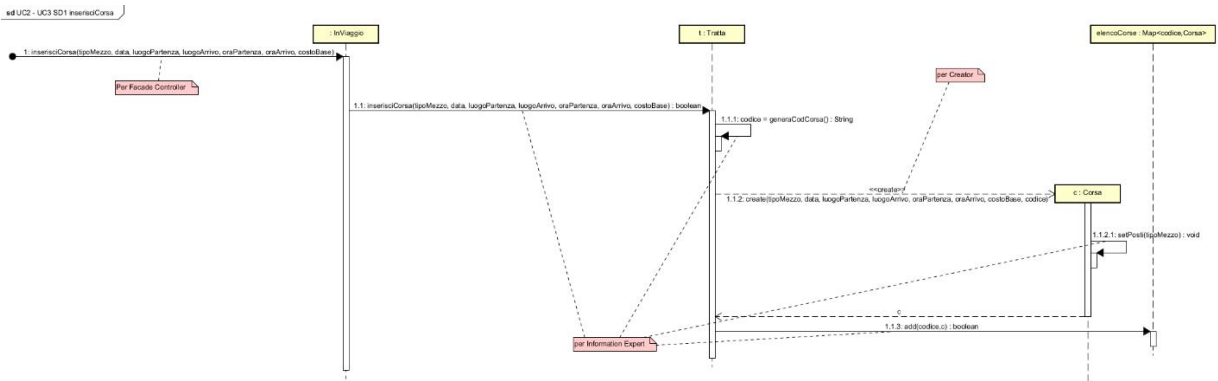 sd UC2 - UC3 SD1 inserisciCorsa
: InViaggio
t : Tratta
elencoCorse : Map<codice,Corsa>
1: inserisciCorsa(tipoMezzo, data, luogoPartenza, luogoArrivo, oraPartenza, oraArrivo, costoBase)
per Creator
Per Facade Controller
1.1: inserisciCorsa(tipoMezzo, data, luogoPartenza, luogoArrivo, oraPartenza, oraArrivo, costoBase) : boolean
1.1.1: codice = generaCodCorsa() : String
<<create>>
c : Corsa
1.1.2: create(tipoMezzo, data, luogoPartenza, luogoArrivo, oraPartenza, oraArrivo, costoBase, codice)
1.1.2.1: setPosti(tipoMezzo) : void
c
1.1.3: add(codice,c) : boolean
per Information Expert